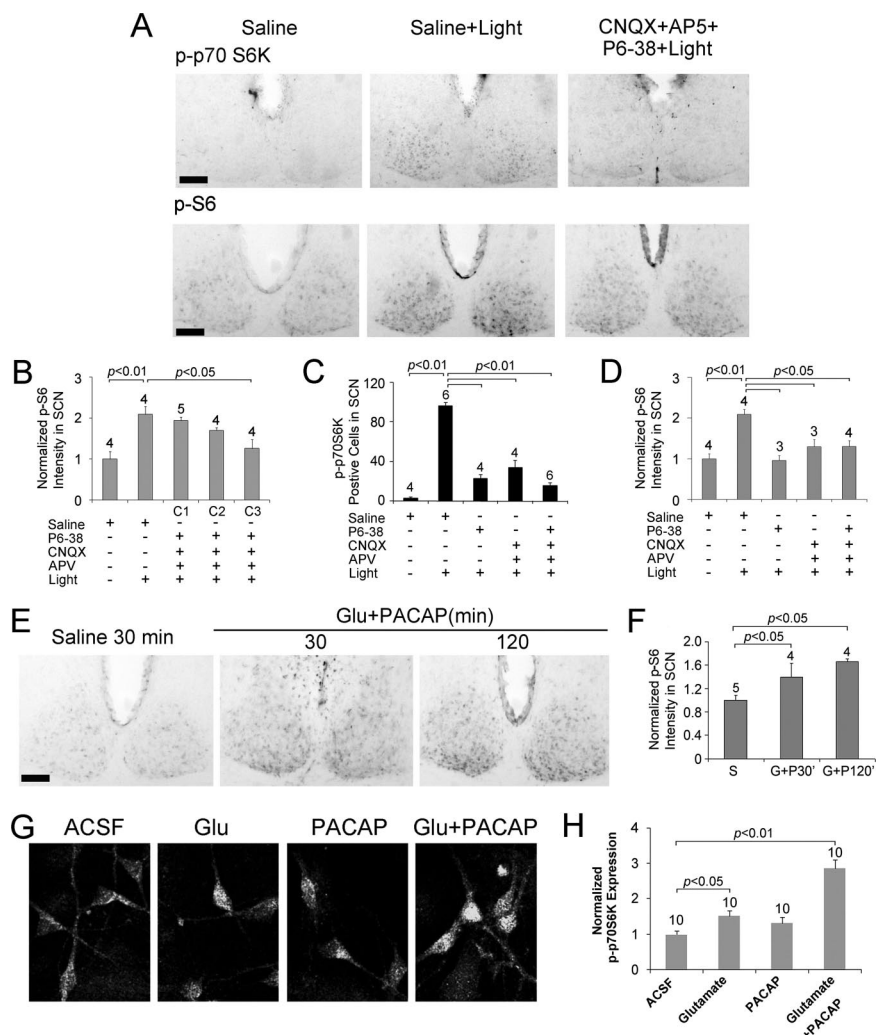 A
Saline
Saline+Light
CNQX+AP5+
P6-38+Light
p-p70 S6K
p-S6
B
Normalized p-S6
Intensity in SCN
3
2
1
0
p<0.01
p<0.05
4
4
5
4
4
C1 C2 C3
Saline + + - - -
P6-38 - - + + +
CNQX - - + + +
APV - - + + +
Light - + + + +
C
p-p70S6K
Postive Cells in SCN
120
80
40
0
p<0.01
p<0.01
4
6
4
4
6
Saline + + - - -
P6-38 - - + - +
CNQX - - - + +
APV - - - + +
Light - + + + +
D
Normalized p-S6
Intensity in SCN
3
2
1
0
p<0.01
p<0.05
4
4
3
3
4
Saline + + - - -
P6-38 - - + - +
CNQX - - - + +
APV - - - + +
Light - + + + +
E
Glu+PACAP(min)
Saline 30 min
30
120
F
Normalized p-S6
Intensity in SCN
2.0
1.6
1.2
0.8
0.4
0
p<0.05
p<0.05
5
4
4
S G+P30' G+P120'
G
ACSF
Glu
PACAP
Glu+PACAP
H
Normalized
p-p70S6K Expression
4
3
2
1
0
p<0.01
p<0.05
10
10
10
10
ACSF
Glutamate
PACAP
Glutamate
+PACAP